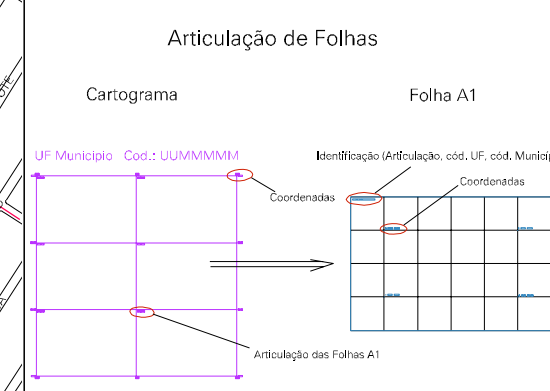 Articulação de Folhas
Cartograma
Folha A1
UF Municipio Cod.: UUMMMMM
Identificação (Articulação, cód. UF, cód.
Coordenadas
Coordenadas
Articulação das Folhas A1